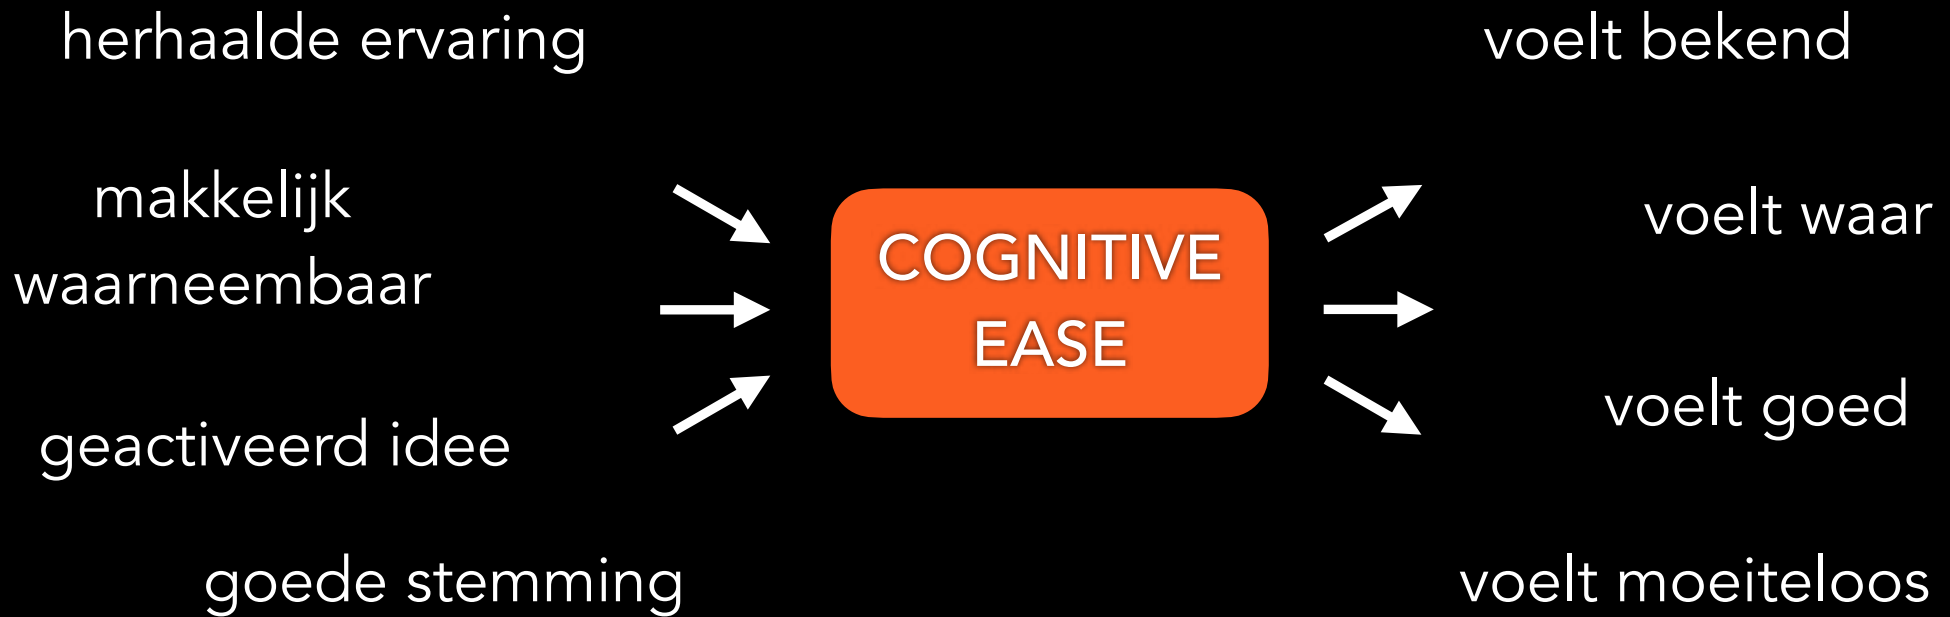 herhaalde ervaring
makkelijk
waarneembaar
geactiveerd idee
goede stemming
COGNITIVE
EASE
voelt bekend
voelt waar
voelt goed
voelt moeiteloos